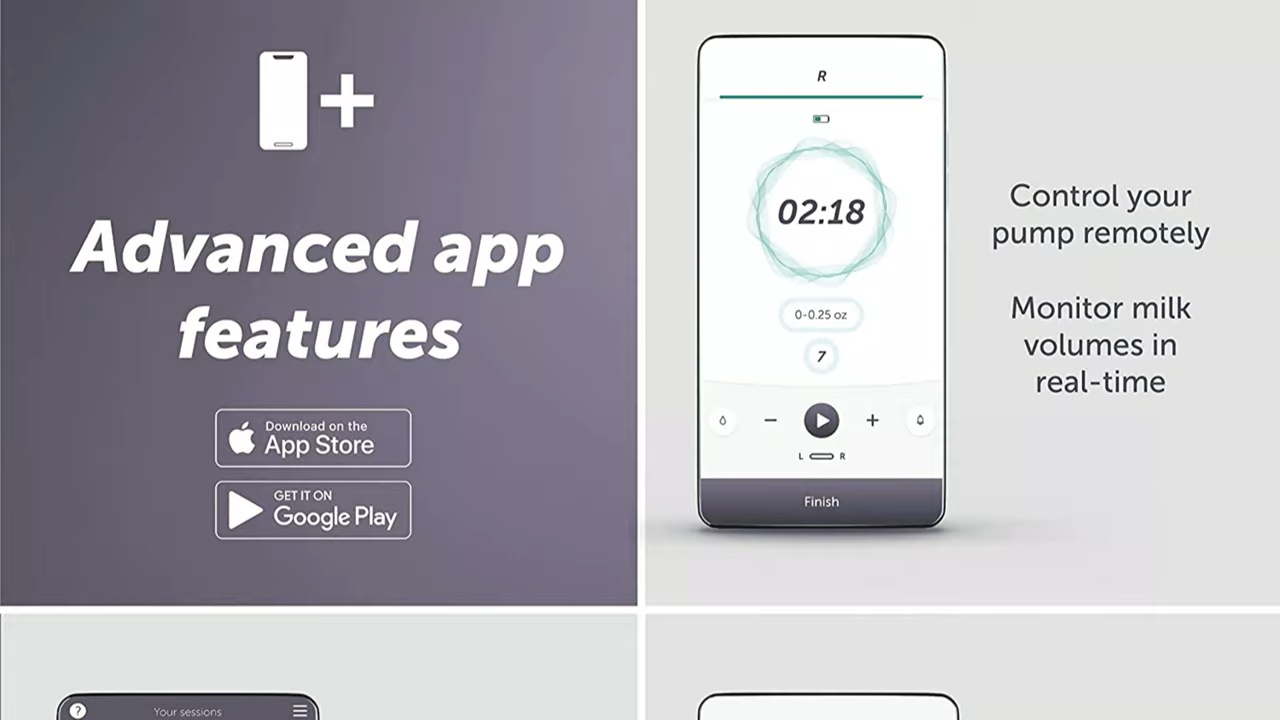 Advanced app
features
Download on the
App Store
GET IT ON
Google Play
R
02:18
0-0.25 oz
7
L R
Finish
Control your
pump remotely
Monitor milk
volumes in
real-time
? Your sessions